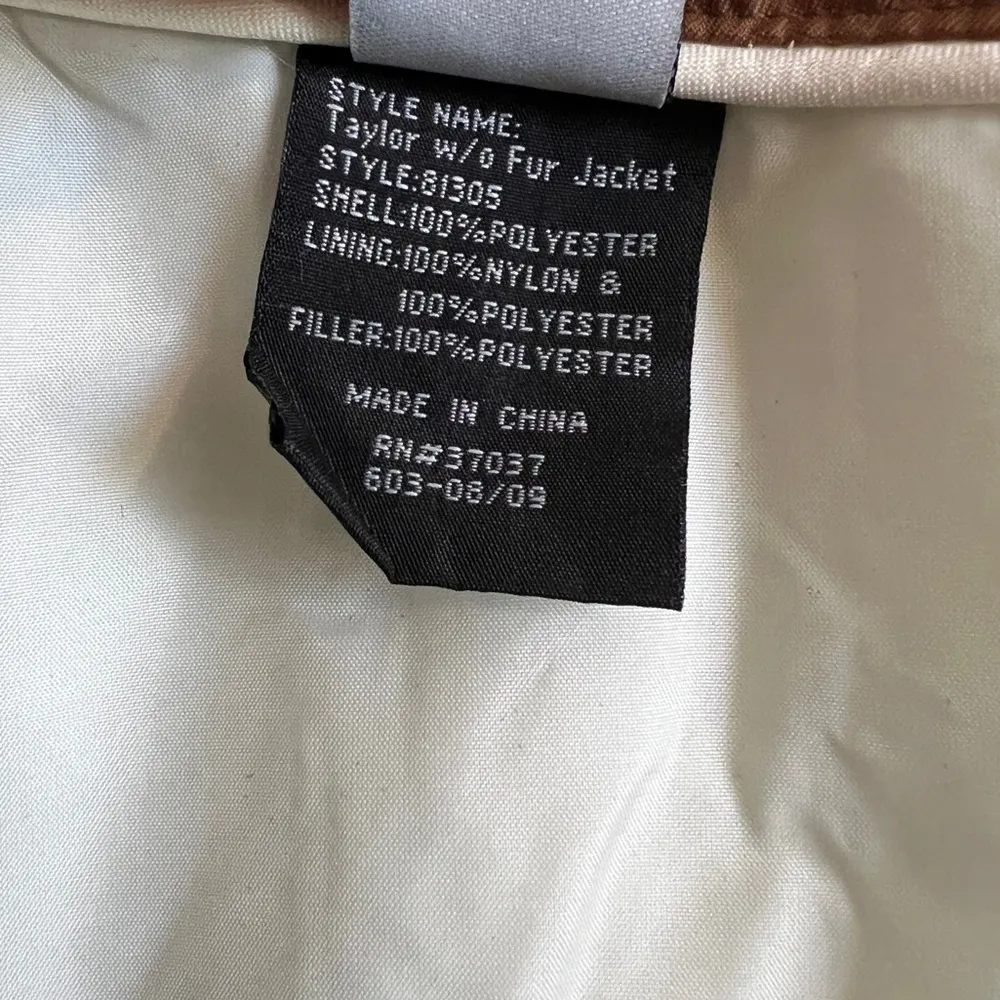 STYLE NAME:
Taylor w/o Fur Jacket
STYLE:81305
SHELL:100%POLYESTER
LINING:100%NYLON &
100%POLYESTER
FILLER:100%POLYESTER
MADE IN CHINA
RN#37037
603-08/09